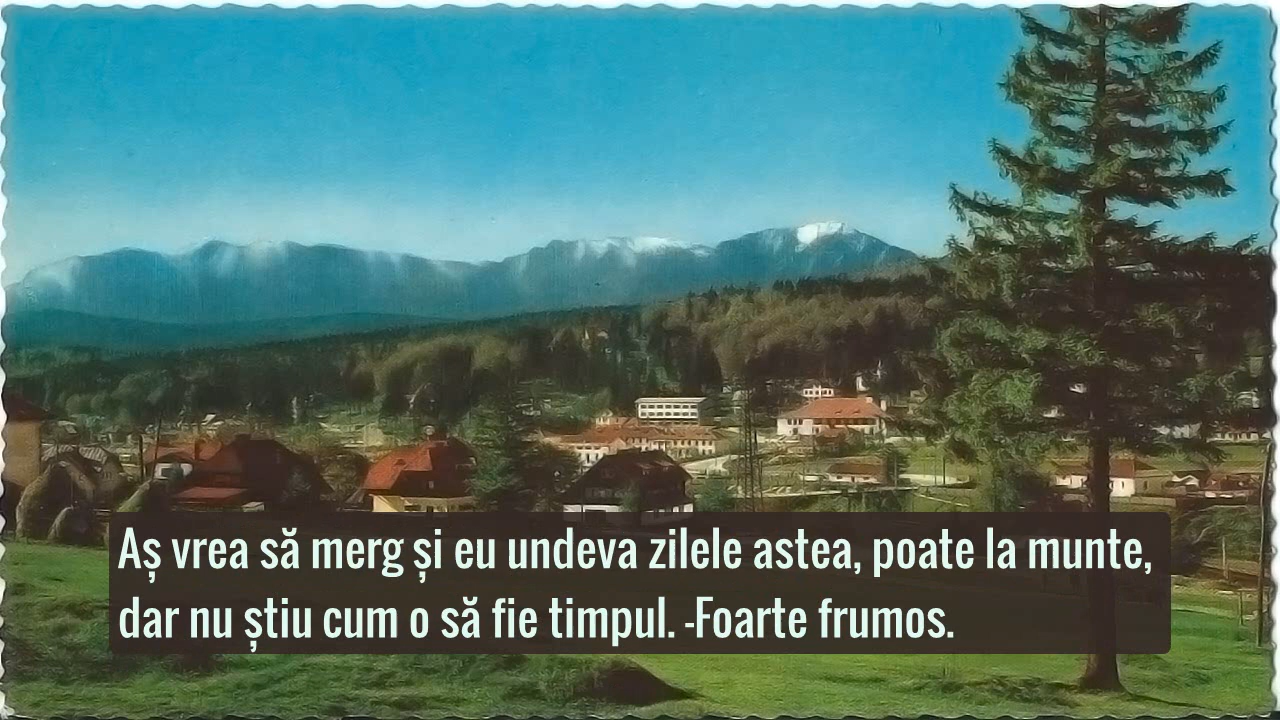 Aș vrea să merg și eu undeva zilele astea, poate la munte,
dar nu știu cum o să fie timpul. -Foarte frumos.